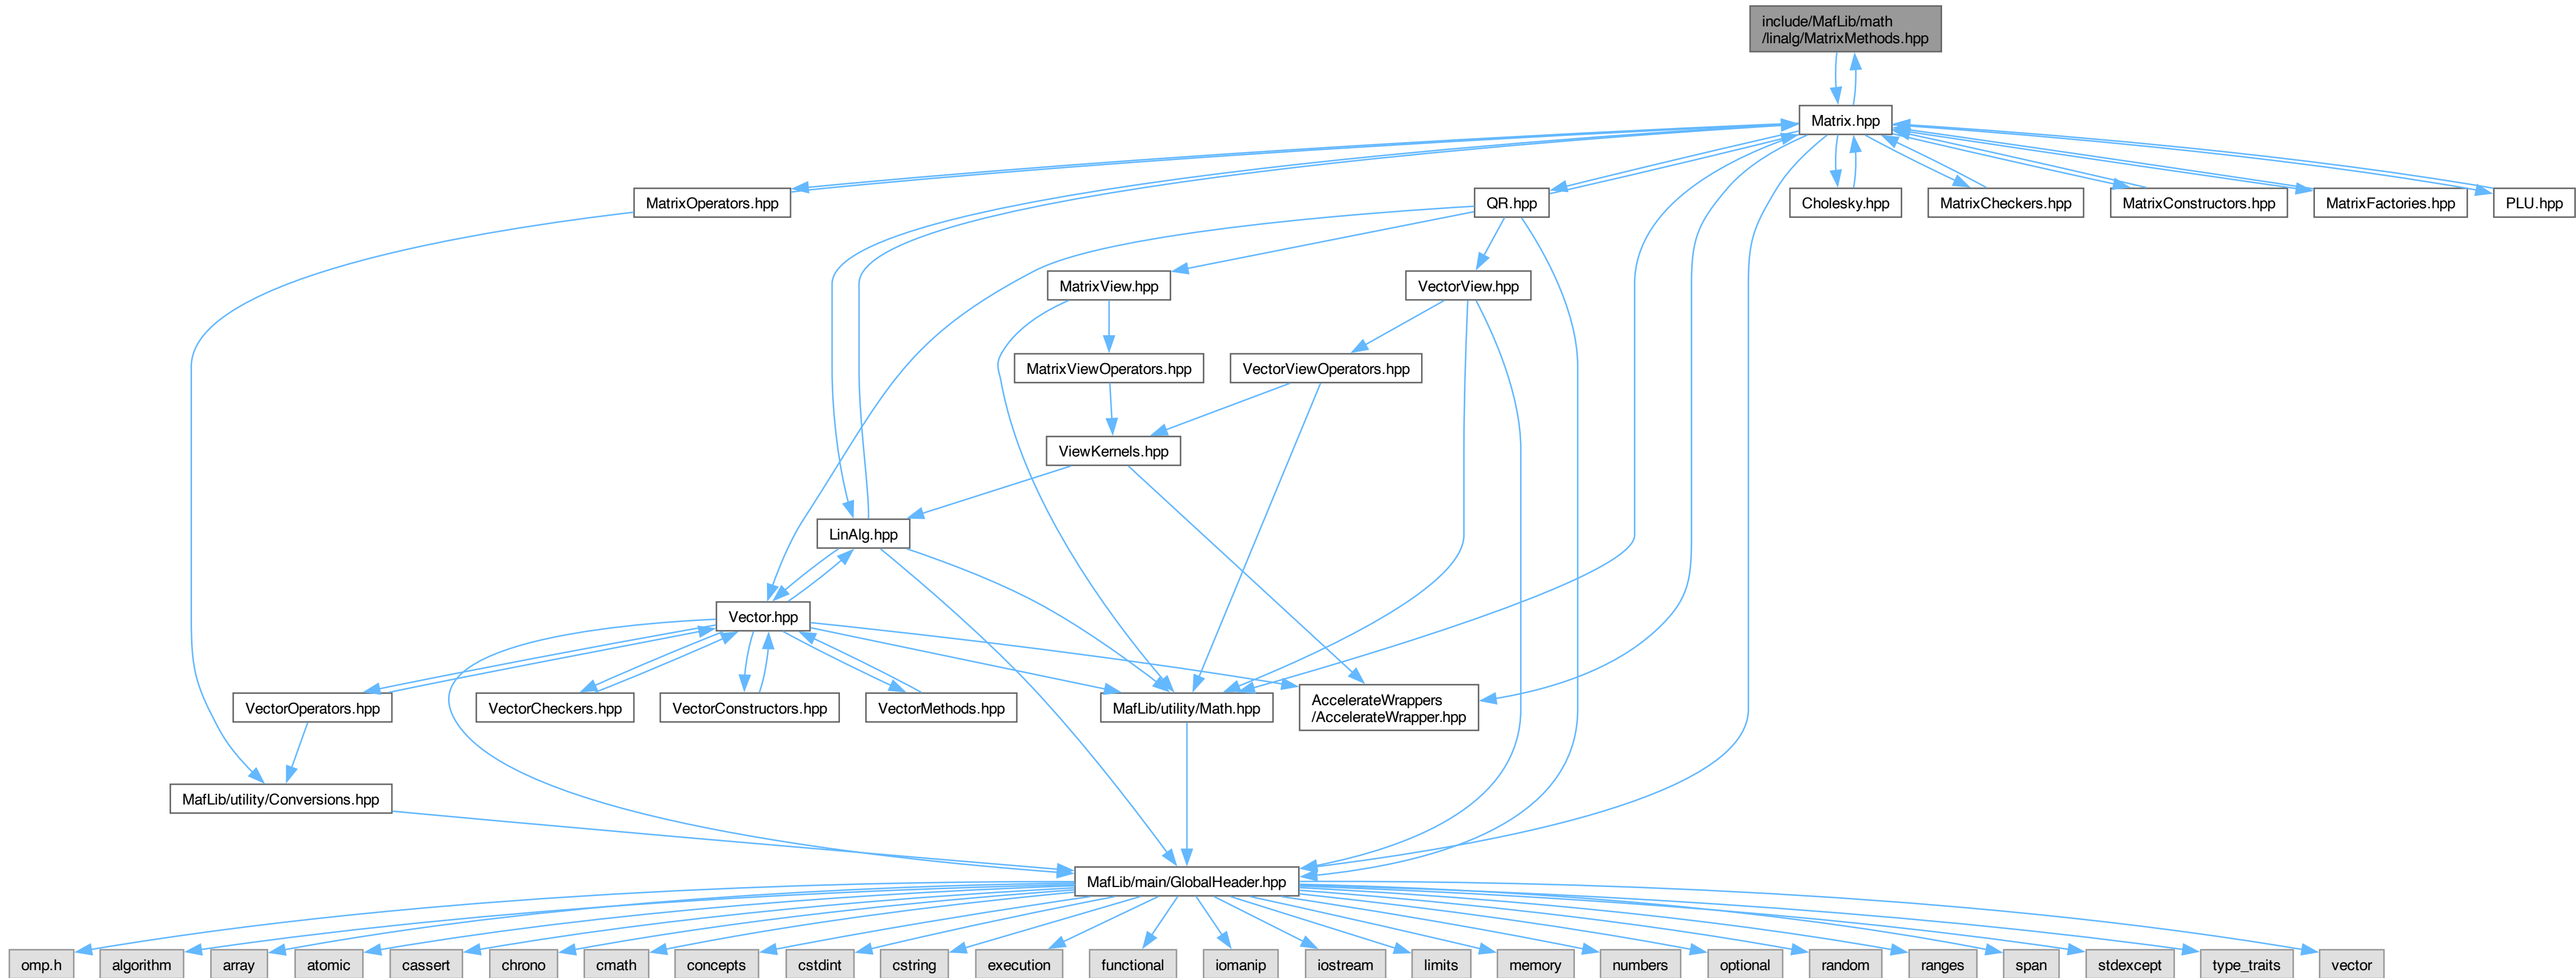 include/MafLib/math
/linalg/MatrixMethods.hpp
Matrix.hpp
MatrixOperators.hpp
QR.hpp
Cholesky.hpp
MatrixCheckers.hpp
MatrixConstructors.hpp
MatrixFactories.hpp
PLU.hpp
MatrixView.hpp
VectorView.hpp
MatrixViewOperators.hpp
VectorViewOperators.hpp
ViewKernels.hpp
LinAlg.hpp
Vector.hpp
VectorOperators.hpp
VectorCheckers.hpp
VectorConstructors.hpp
VectorMethods.hpp
MafLib/utility/Math.hpp
AccelerateWrappers
/AccelerateWrapper.hpp
MafLib/utility/Conversions.hpp
MafLib/main/GlobalHeader.hpp
omp.h
algorithm
array
atomic
cassert
chrono
cmath
concepts
cstdint
cstring
execution
functional
iomanip
iostream
limits
memory
numbers
optional
random
ranges
span
stdexcept
type_traits
vector